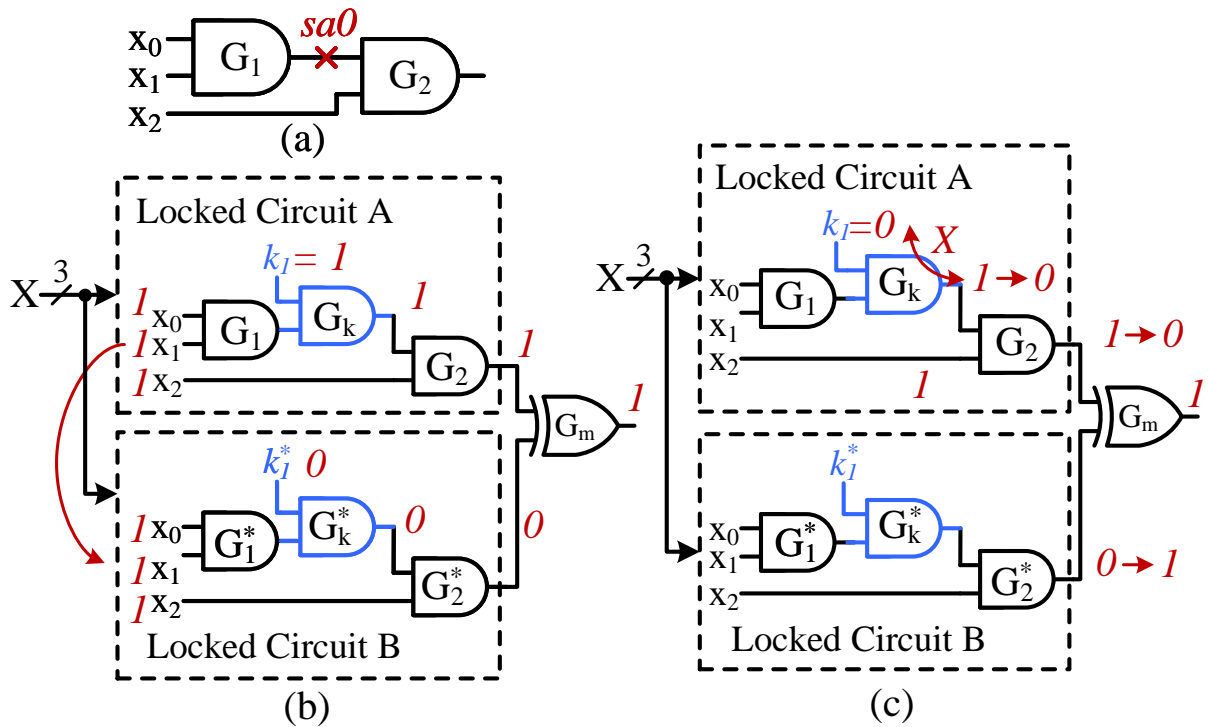 sa0
x0
x1
x2
G1
G2
(a)
Locked Circuit A
k1= 1
X 3
1 x0
1 x1
1 x2
G1
Gk
1
G2
1
Gm
1
k1* 0
1 x0
1 x1
1 x2
G1*
Gk*
0
G2*
0
Locked Circuit B
(b)
Locked Circuit A
k1=0
X
1→0
X 3
x0
x1
x2
G1
Gk
G2
1
1→0
Gm
1
k1*
x0
x1
x2
G1*
Gk*
G2*
0→1
Locked Circuit B
(c)